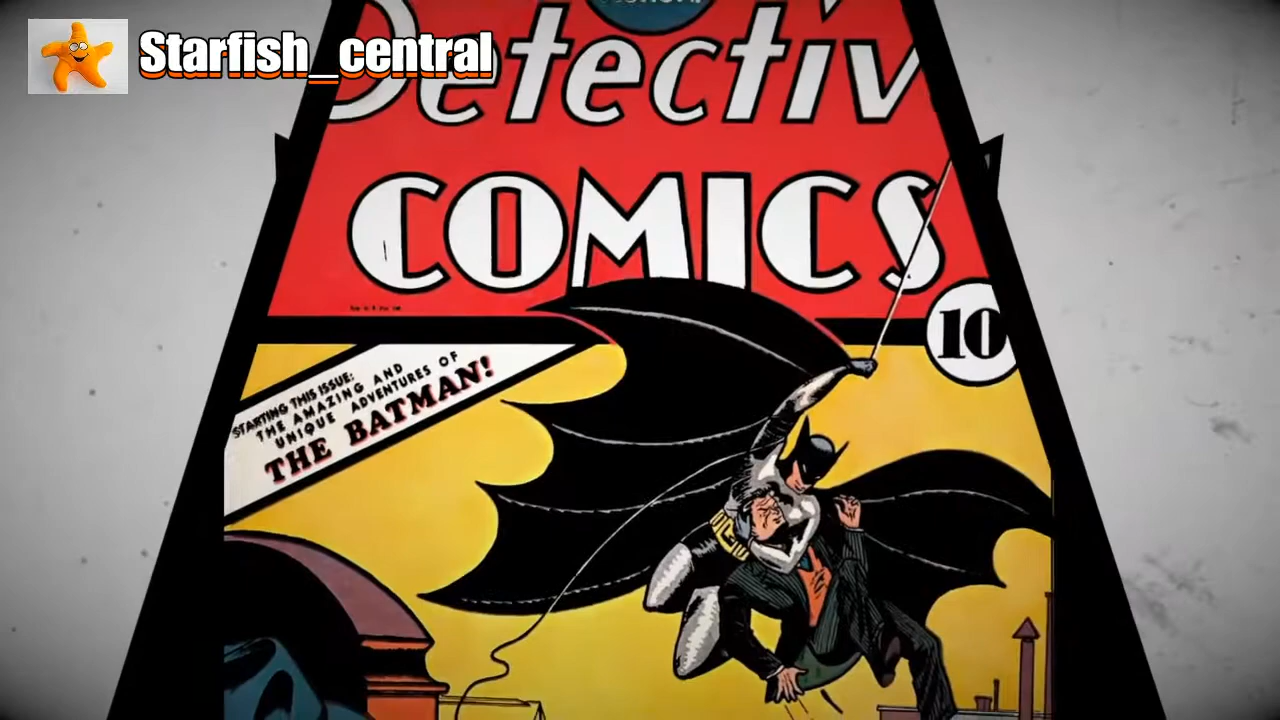 Starfish_central
Detectiv
COMICS
10
STARTING THIS ISSUE:
THE AMAZING AND
UNIQUE ADVENTURES OF
THE BATMAN!